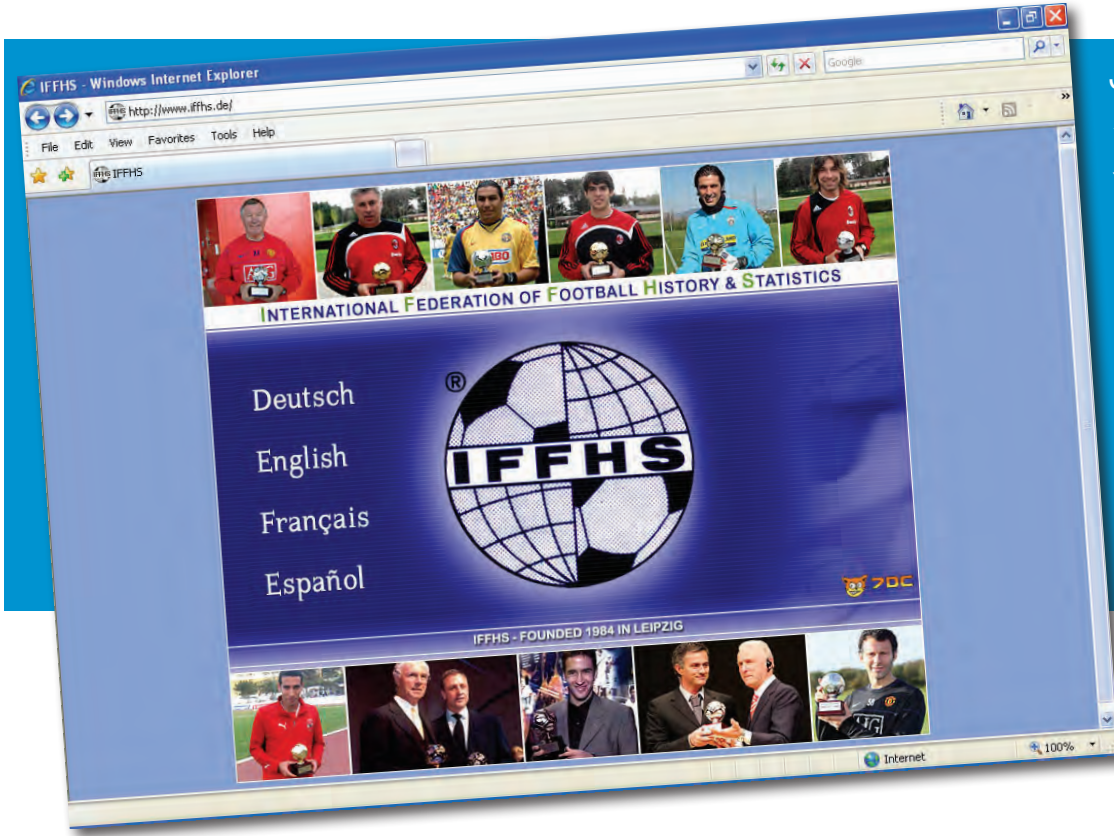 IFFHS - Windows Internet Explorer
http://www.iffhs.de/
Google
File Edit View Favorites Tools Help
IFFHS
INTERNATIONAL FEDERATION OF FOOTBALL HISTORY & STATISTICS
®
Deutsch
English
Français
Español
IFFHS
7DC
IFFHS - FOUNDED 1984 IN LEIPZIG
Internet
100%